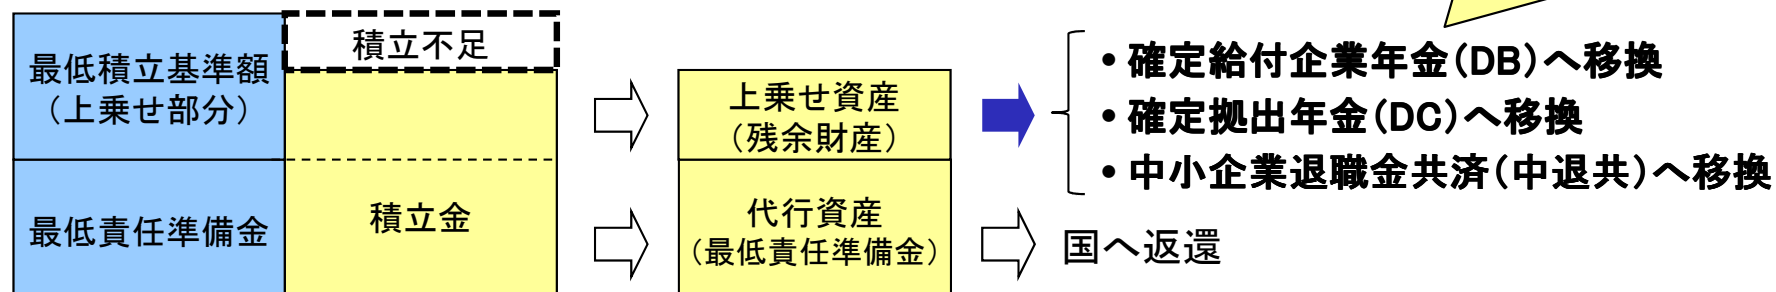 最低積立基準額
（上乗せ部分）
積立不足
最低責任準備金
積立金
上乗せ資産
（残余財産）
代行資産
（最低責任準備金）
•確定給付企業年金（DB）へ移換
•確定拠出年金（DC）へ移換
•中小企業退職金共済（中退共）へ移換
国へ返還